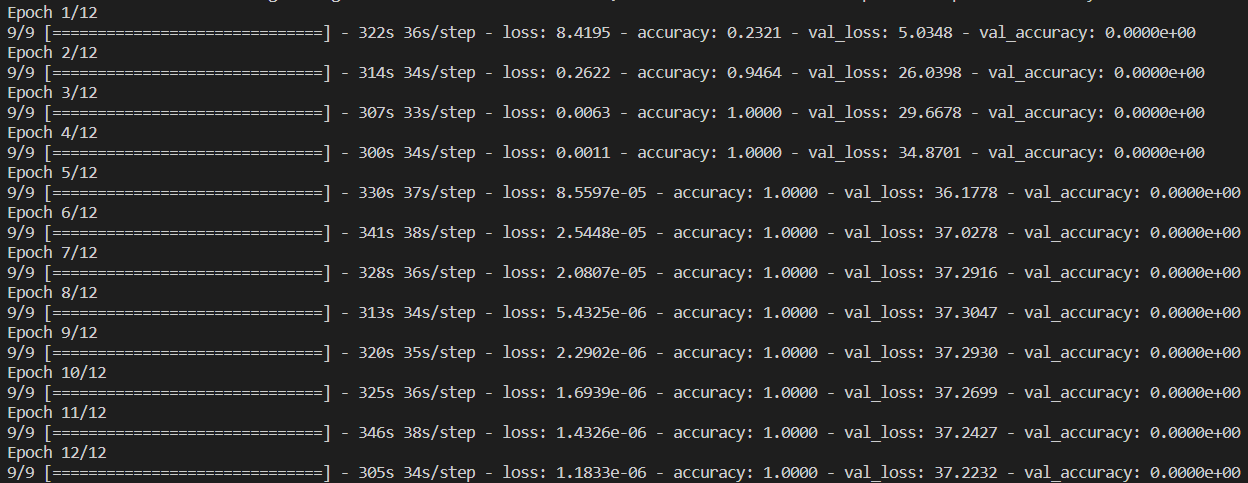 Epoch 1/12
9/9 [==============================] - 322s 36s/step - loss: 8.4195 - accuracy: 0.2321 - val_loss: 5.0348 - val_accuracy: 0.0000e+00
Epoch 2/12
9/9 [==============================] - 314s 34s/step - loss: 0.2622 - accuracy: 0.9464 - val_loss: 26.0398 - val_accuracy: 0.0000e+00
Epoch 3/12
9/9 [==============================] - 307s 33s/step - loss: 0.0063 - accuracy: 1.0000 - val_loss: 29.6678 - val_accuracy: 0.0000e+00
Epoch 4/12
9/9 [==============================] - 300s 34s/step - loss: 0.0011 - accuracy: 1.0000 - val_loss: 34.8701 - val_accuracy: 0.0000e+00
Epoch 5/12
9/9 [==============================] - 330s 37s/step - loss: 8.5597e-05 - accuracy: 1.0000 - val_loss: 36.1778 - val_accuracy: 0.0000e+00
Epoch 6/12
9/9 [==============================] - 341s 38s/step - loss: 2.5448e-05 - accuracy: 1.0000 - val_loss: 37.0278 - val_accuracy: 0.0000e+00
Epoch 7/12
9/9 [==============================] - 328s 36s/step - loss: 2.0807e-05 - accuracy: 1.0000 - val_loss: 37.2916 - val_accuracy: 0.0000e+00
Epoch 8/12
9/9 [==============================] - 313s 34s/step - loss: 5.4325e-06 - accuracy: 1.0000 - val_loss: 37.3047 - val_accuracy: 0.0000e+00
Epoch 9/12
9/9 [==============================] - 320s 35s/step - loss: 2.2902e-06 - accuracy: 1.0000 - val_loss: 37.2930 - val_accuracy: 0.0000e+00
Epoch 10/12
9/9 [==============================] - 325s 36s/step - loss: 1.6939e-06 - accuracy: 1.0000 - val_loss: 37.2699 - val_accuracy: 0.0000e+00
Epoch 11/12
9/9 [==============================] - 346s 38s/step - loss: 1.4326e-06 - accuracy: 1.0000 - val_loss: 37.2427 - val_accuracy: 0.0000e+00
Epoch 12/12
9/9 [==============================] - 305s 34s/step - loss: 1.1833e-06 - accuracy: 1.0000 - val_loss: 37.2232 - val_accuracy: 0.0000e+00